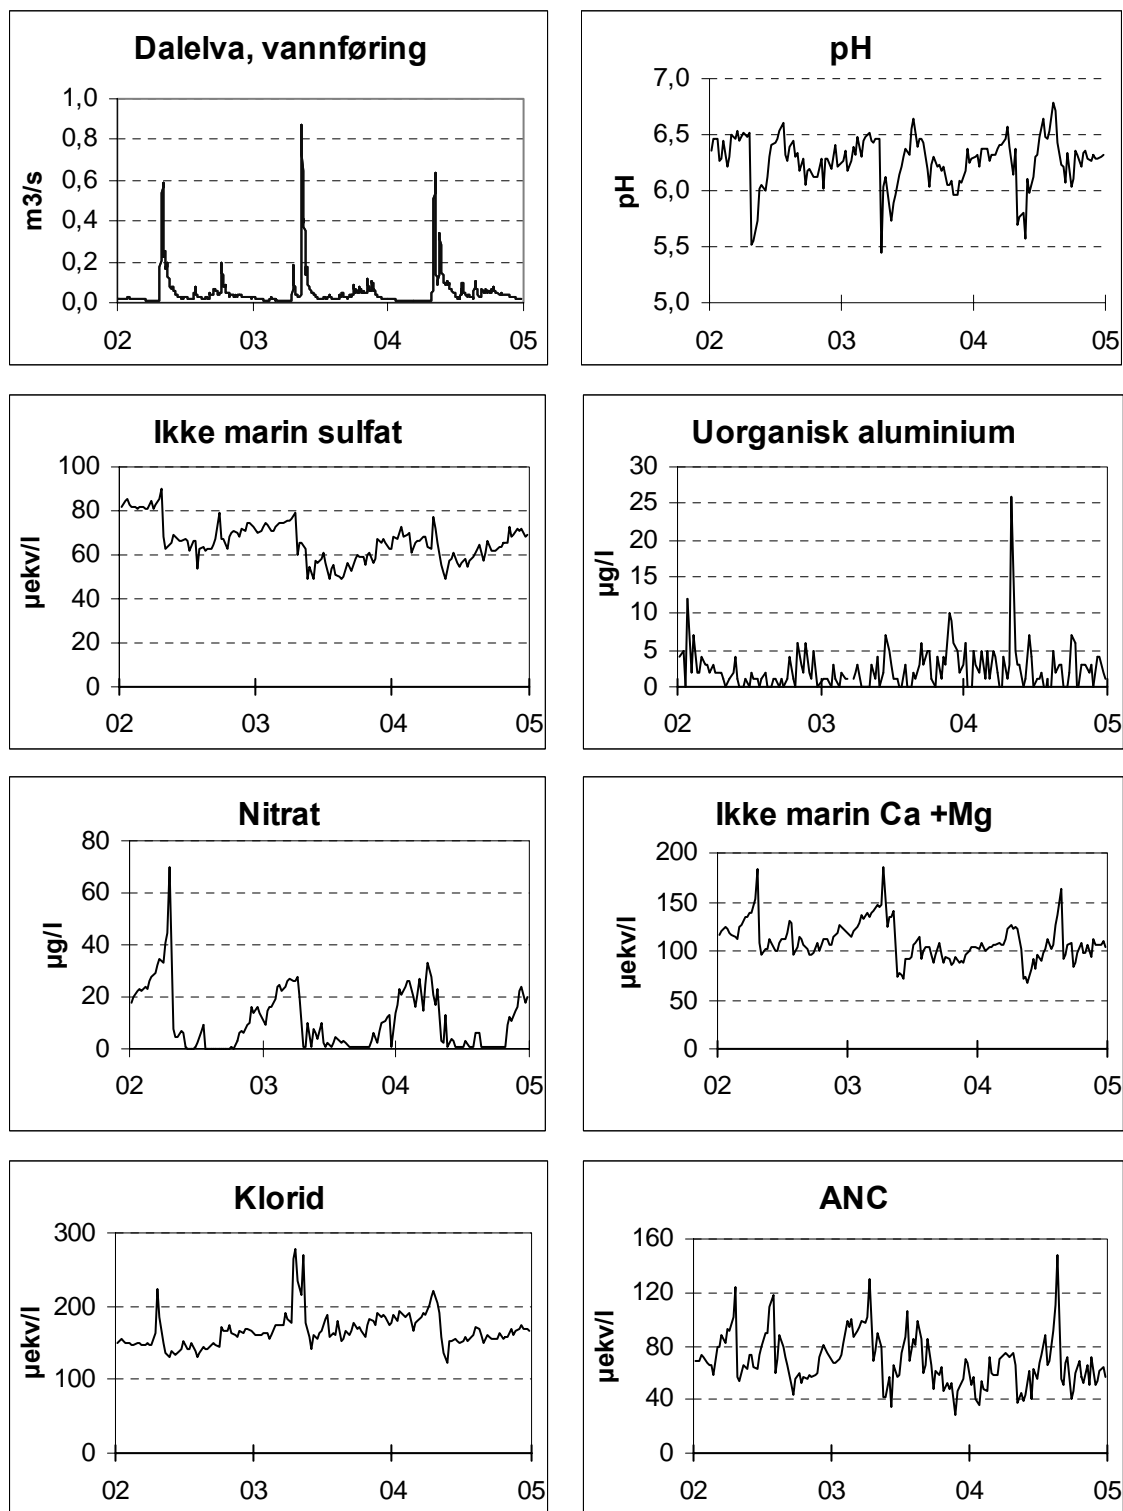 Dalelva, vannføring
m3/s
1,0
0,8
0,6
0,4
0,2
0,0
02 03 04 05
pH
pH
7,0
6,5
6,0
5,5
5,0
02 03 04 05
Ikke marin sulfat
µekv/l
100
80
60
40
20
0
02 03 04 05
Uorganisk aluminium
µg/l
30
25
20
15
10
5
0
02 03 04 05
Nitrat
µg/l
80
60
40
20
0
02 03 04 05
Ikke marin Ca +Mg
µekv/l
200
150
100
50
0
02 03 04 05
Klorid
µekv/l
300
200
100
0
02 03 04 05
ANC
µekv/l
160
120
80
40
0
02 03 04 05